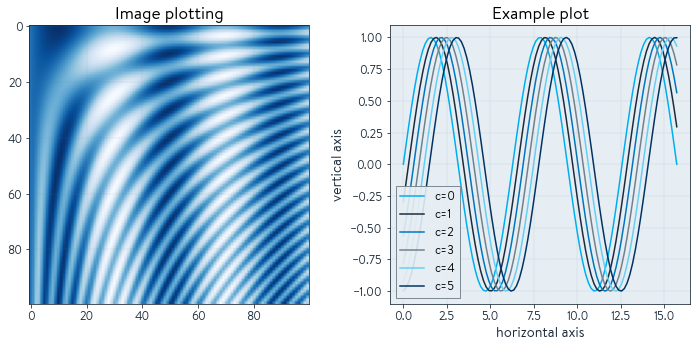 Image plotting
0
20
40
60
80
0
20
40
60
80
Example plot
vertical axis
1.00
0.75
0.50
0.25
0.00
−0.25
−0.50
−0.75
−1.00
c=0
c=1
c=2
c=3
c=4
c=5
0.0
2.5
5.0
7.5
10.0
12.5
15.0
horizontal axis